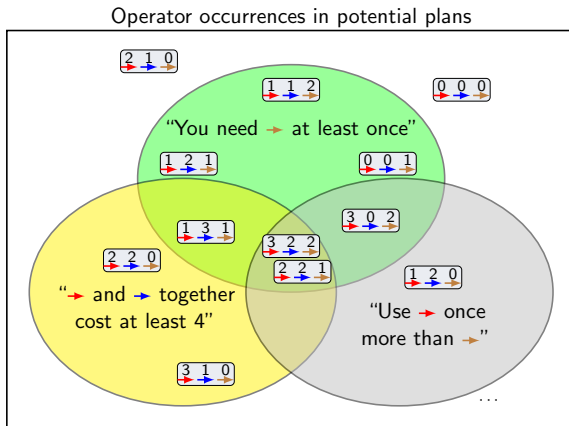 Operator occurrences in potential plans
2 1 0
1 1 2
0 0 0
“You need → at least once”
1 2 1
0 0 1
1 3 1
3 0 2
3 2 2
2 2 0
2 2 1
1 2 0
“→ and → together
cost at least 4”
“Use → once
more than →”
3 1 0
...